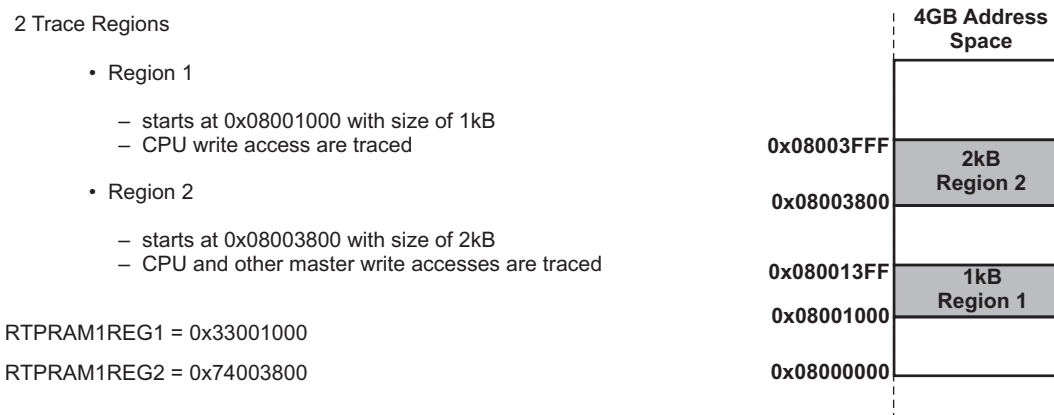 2 Trace Regions
• Region 1
– starts at 0x08001000 with size of 1kB
– CPU write access are traced
• Region 2
– starts at 0x08003800 with size of 2kB
– CPU and other master write accesses are traced
RTPRAM1REG1 = 0x33001000
RTPRAM1REG2 = 0x74003800
4GB Address
Space
0x08003FFF
2kB
Region 2
0x08003800
0x080013FF
1kB
Region 1
0x08001000
0x08000000